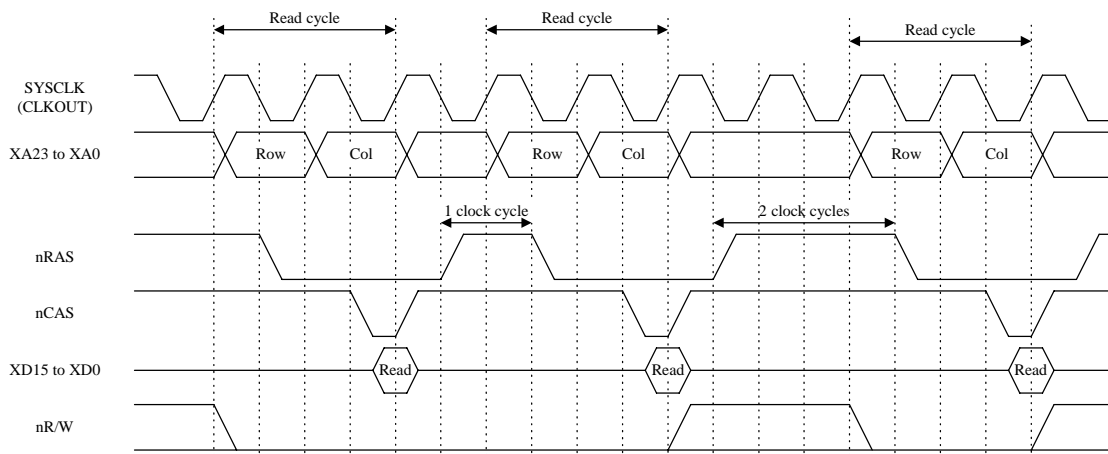 Read cycle Read cycle Read cycle
SYSCLK
(CLKOUT)
XA23 to XA0 Row Col Row Col Row Col
1 clock cycle 2 clock cycles
nRAS
nCAS
XD15 to XD0 Read Read Read
nR/W